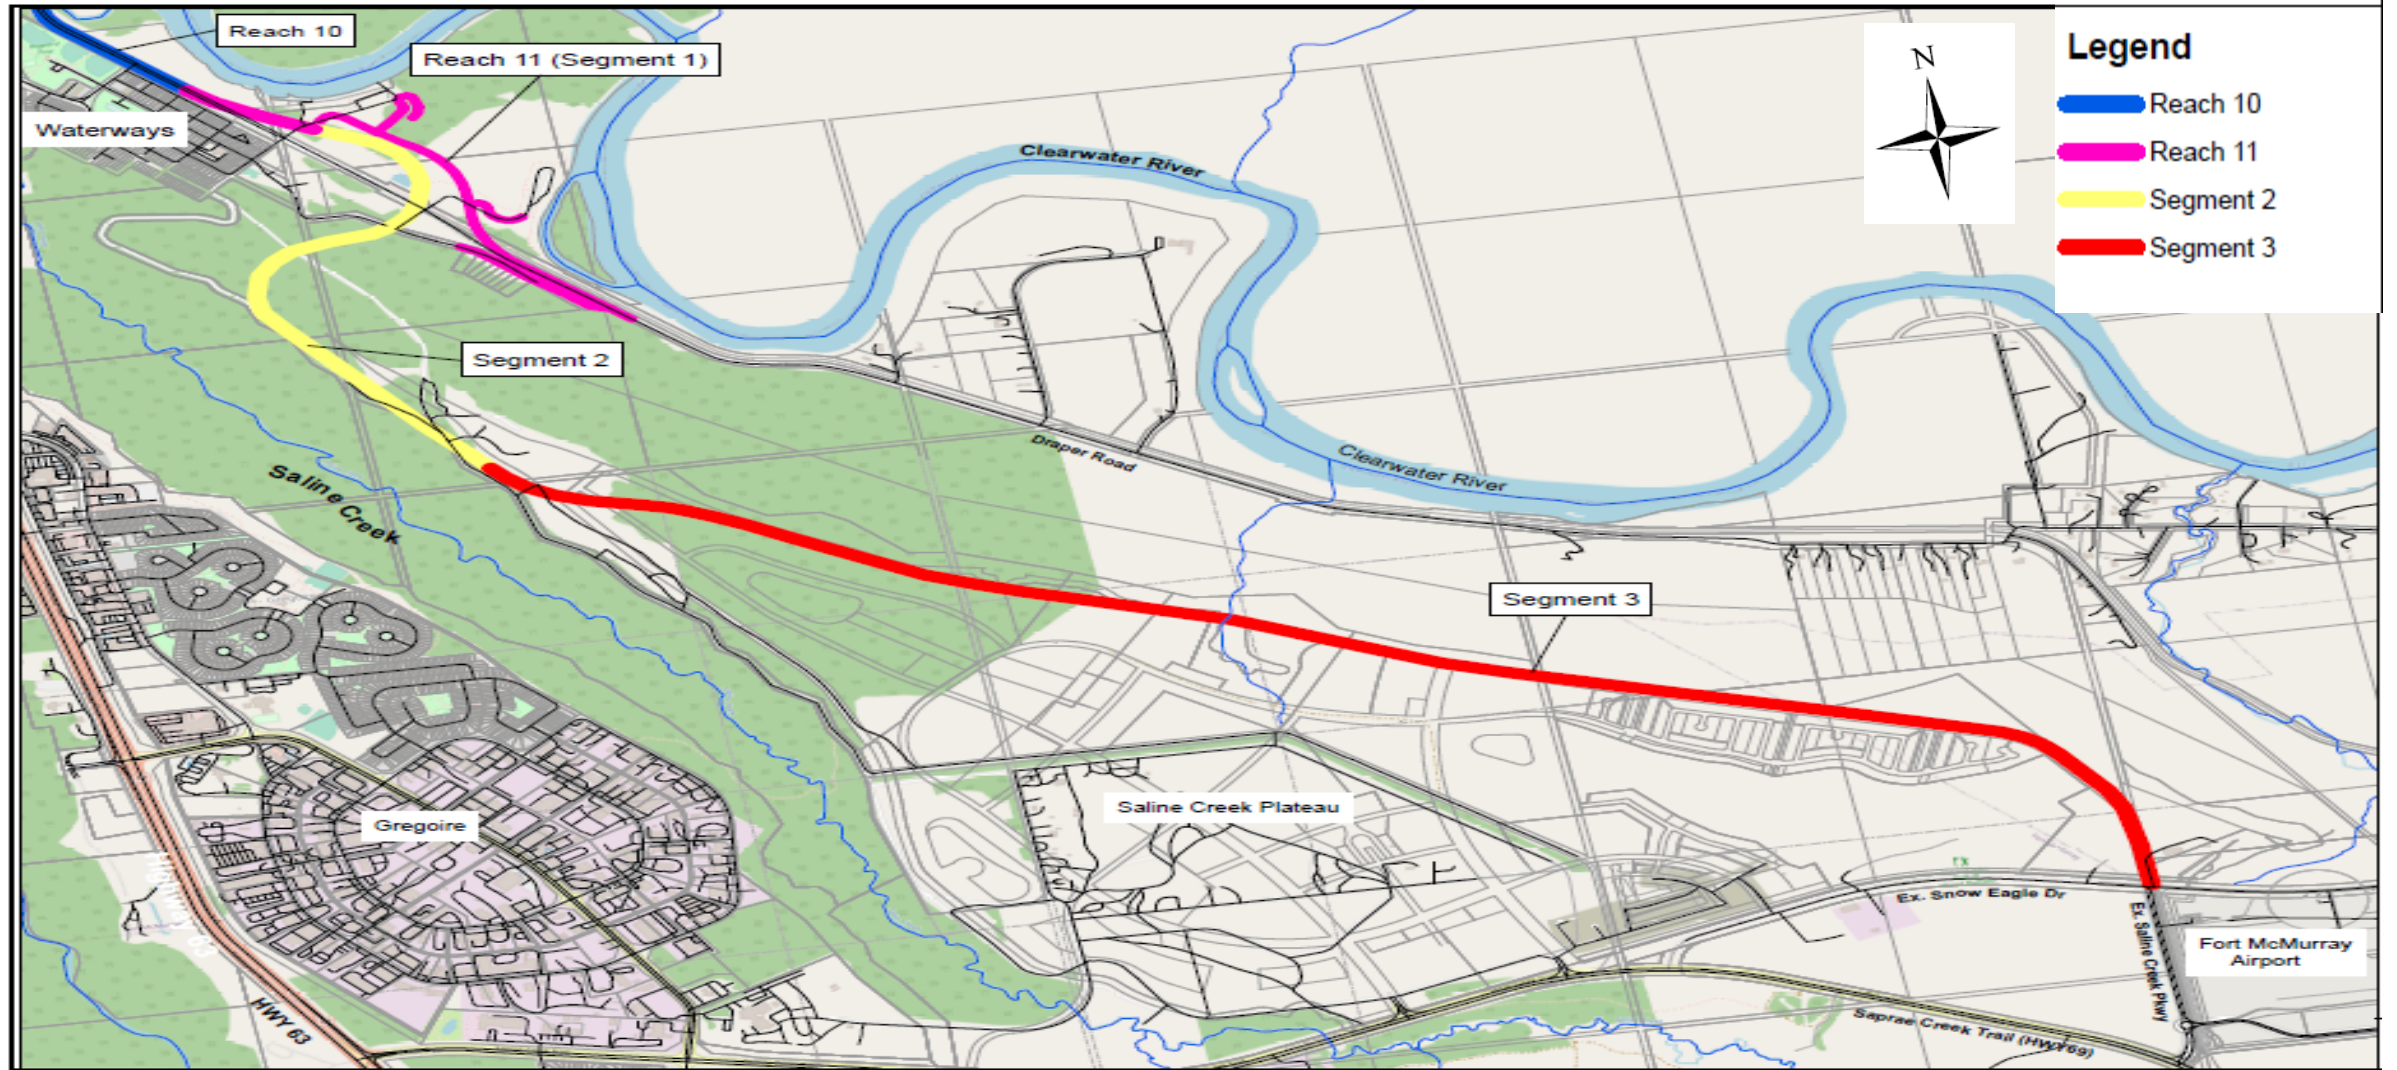 Reach 10
Reach 11 (Segment 1)
N
Legend
Reach 10
Reach 11
Segment 2
Segment 3
Waterways
Clearwater River
Segment 2
Draper Road
Clearwater River
Saline Creek
Segment 3
Saline Creek Plateau
Gregoire
Highway 63
Ex. Snow Eagle Dr
Ex. Saline Creek Pkwy
Fort McMurray
Airport
HWY 63
Saprae Creek Trail (HWY69)